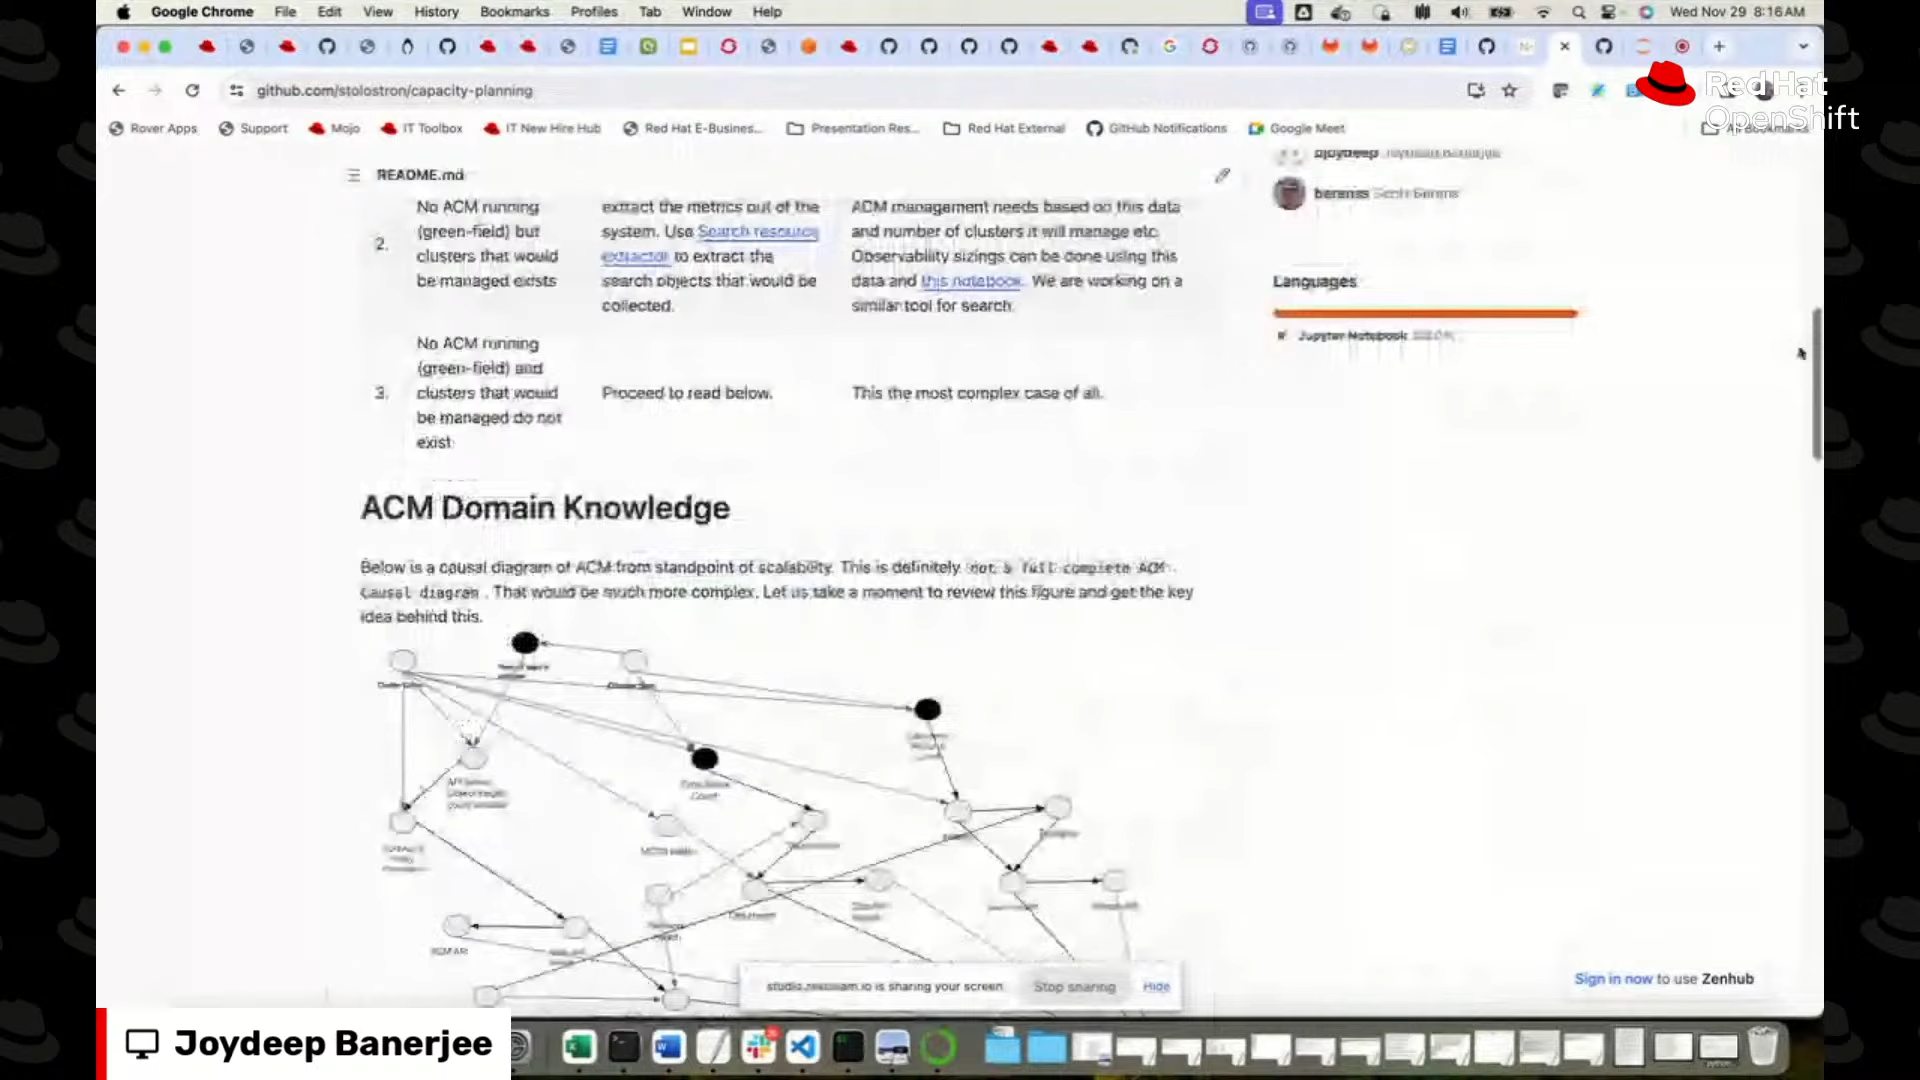 Google Chrome File Edit View History Bookmarks Profiles Tab Window Help Wed Nov 29 8:16 AM
github.com/stolostron/capacity-planning
Red Hat
OpenShift
Rover Apps Support Mojo IT Toolbox IT New Hire Hub Red Hat E-Busines... Presentation Res... Red Hat External GitHub Notifications Google Meet All Bookmarks
README.md
2.
No ACM running
(green-field) but
clusters that would
be managed exists
extract the metrics out of the
system. Use Search resource
extractor to extract the
search objects that would be
collected.
ACM management needs based on this data
and number of clusters it will manage etc.
Observability sizings can be done using this
data and this notebook. We are working on a
similar tool for search.
3.
No ACM running
(green-field) and
clusters that would
be managed do not
exist
Proceed to read below.
This the most complex case of all.
Languages
Jupyter Notebook
ACM Domain Knowledge
Below is a causal diagram of ACM from standpoint of scalability. This is definitely not a full complete ACM
Causal diagram . That would be much more complex. Let us take a moment to review this figure and get the key
idea behind this.
is sharing your screen. Stop sharing Hide
Sign in now to use Zenhub
Joydeep Banerjee